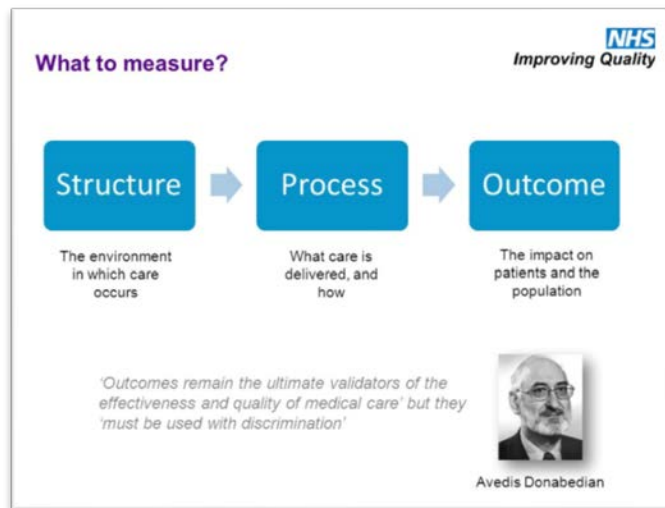 What to measure?
NHS
Improving Quality
Structure
Process
Outcome
The environment
in which care
occurs
What care is
delivered, and
how
The impact on
patients and the
population
'Outcomes remain the ultimate validators of the
effectiveness and quality of medical care' but they
'must be used with discrimination'
Avedis Donabedian